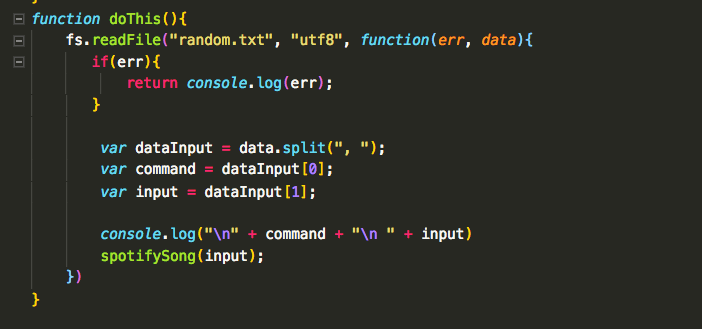 function doThis(){
    fs.readFile("random.txt", "utf8", function(err, data){
       if(err){
           return console.log(err);
       }

        var dataInput = data.split(", ");
        var command = dataInput[0];
        var input = dataInput[1];

        console.log("\n" + command + "\n " + input)
        spotifySong(input);
    })
}